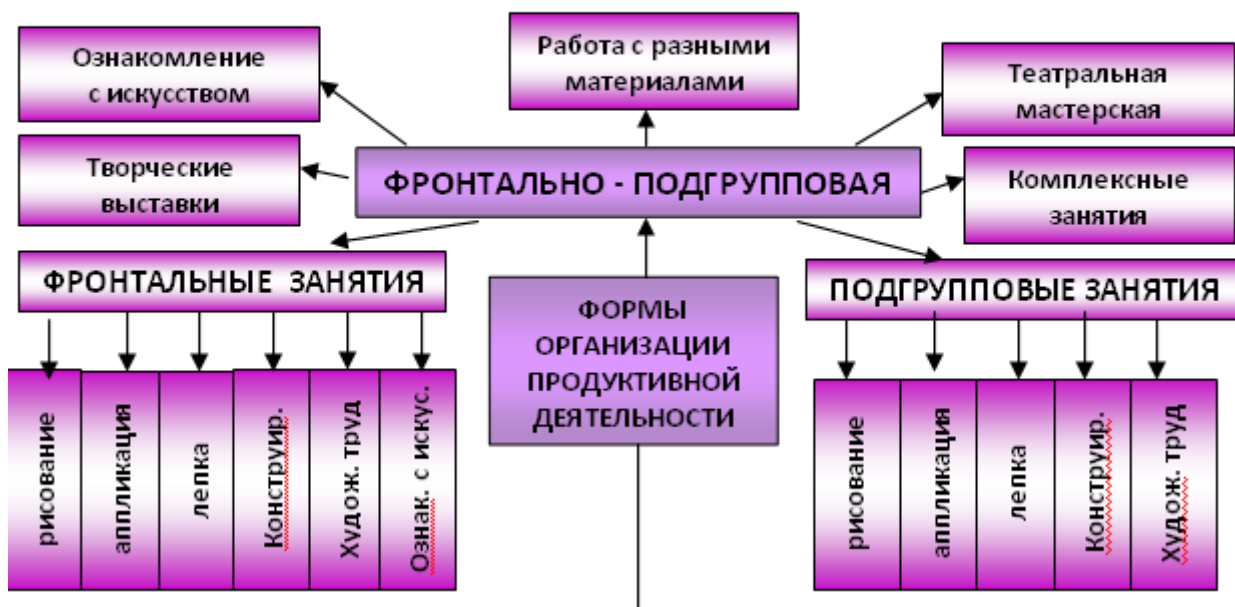 Ознакомление
с искусством
Работа с разными
материалами
Театральная
мастерская
Творческие
выставки
ФРОНТАЛЬНО - ПОДГРУППОВАЯ
Комплексные
занятия
ФРОНТАЛЬНЫЕ ЗАНЯТИЯ
ФОРМЫ
ОРГАНИЗАЦИИ
ПРОДУКТИВНОЙ
ДЕЯТЕЛЬНОСТИ
ПОДГРУППОВЫЕ ЗАНЯТИЯ
рисование
аппликация
лепка
Конструир.
Худож. труд
Ознак. с искус.
рисование
аппликация
лепка
Конструир.
Худож. труд